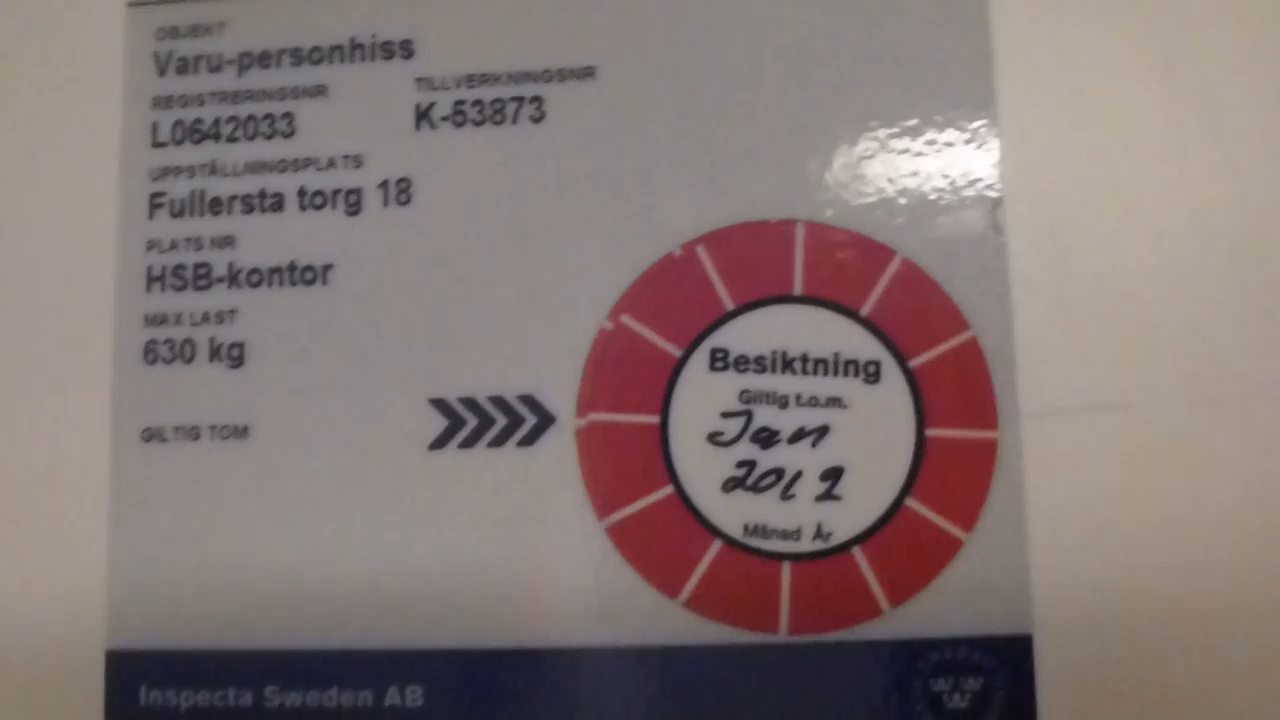 OBJEKT
Varu-personhiss
REGISTRERINGSNR TILLVERKNINGSNR
L0642033 K-53873
UPPSTÄLLNINGSPLATS
Fullersta torg 18
PLATS NR
HSB-kontor
MAX LAST
630 kg
GILTIG TOM
Besiktning
Giltig t.o.m.
Jan
2012
Månad År
Inspecta Sweden AB